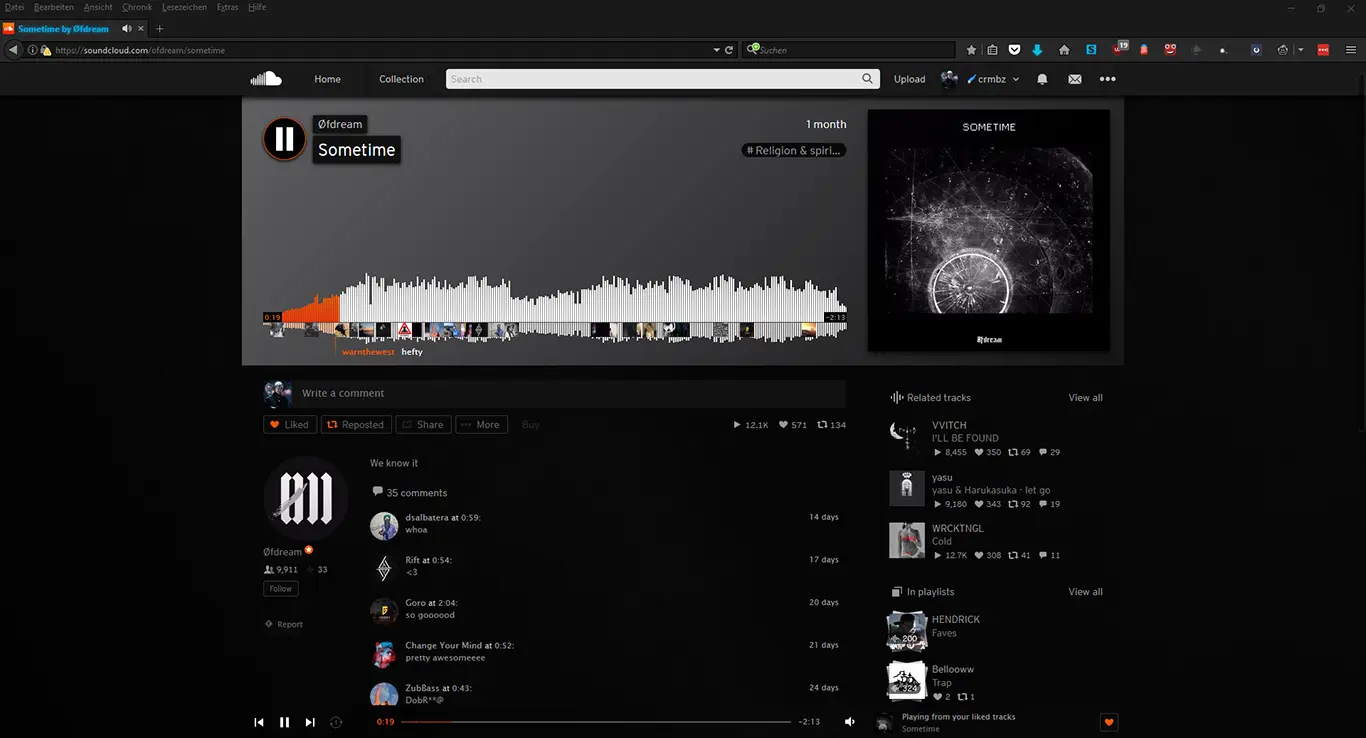 Datei Bearbeiten Ansicht Chronik Lesezeichen Extras Hilfe
Sometime by Øfdream
https://soundcloud.com/ofdream/sometime
Suchen
19
Home Collection Search Upload crmbz
Øfdream
Sometime
1 month
# Religion & spiri...
SOMETIME
Øfdream
0:19
-2:13
warnthewest hefty
Write a comment
Liked Reposted Share More Buy
12.1K 571 134
We know it
35 comments
Øfdream
9,911 33
Follow
Report
dsalbatera at 0:59:
whoa
14 days
Rift at 0:54:
<3
17 days
Goro at 2:04:
so goooood
20 days
Change Your Mind at 0:52:
pretty awesomeeee
21 days
ZubBass at 0:43:
DobR**@
24 days
Related tracks View all
VVITCH
I'LL BE FOUND
8,455 350 69 29
yasu
yasu & Harukasuka - let go
9,180 343 92 19
WRCKTNGL
Cold
12.7K 308 41 11
In playlists View all
HENDRICK
Faves
200
Bellooww
Trap
324
2 1
0:19 -2:13
Playing from your liked tracks
Sometime